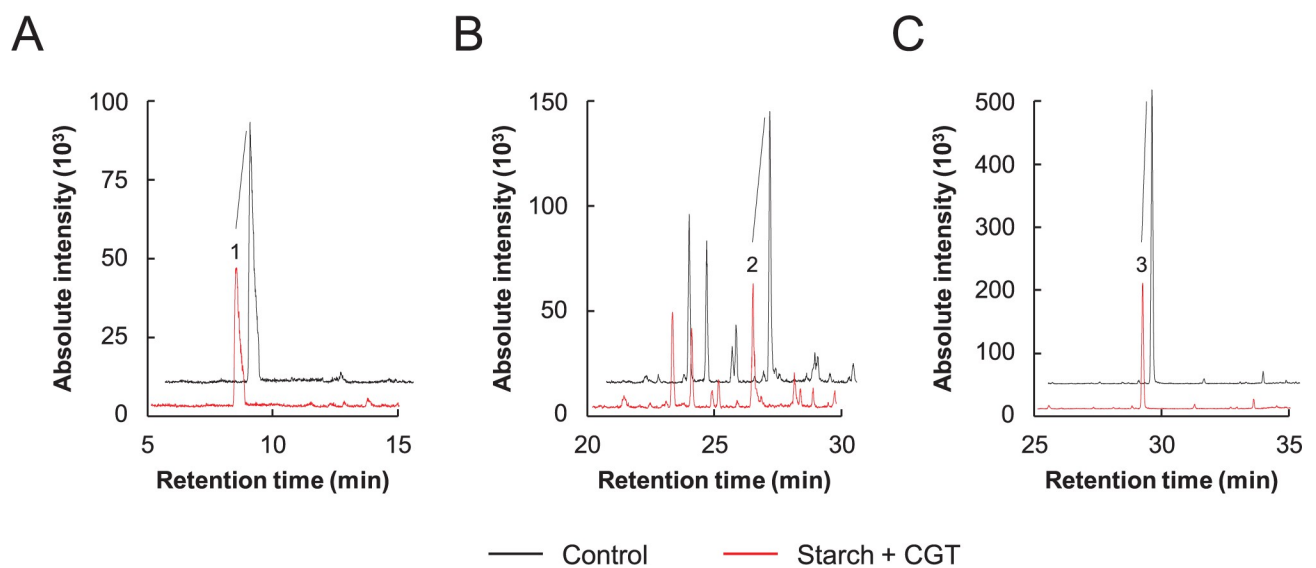 A
B
C
Absolute intensity (10³)
100
75
50
25
0
1
5
10
15
Retention time (min)
Absolute intensity (10³)
150
100
50
0
2
20
25
30
Retention time (min)
Absolute intensity (10³)
500
400
300
200
100
0
3
25
30
35
Retention time (min)
Control
Starch + CGT